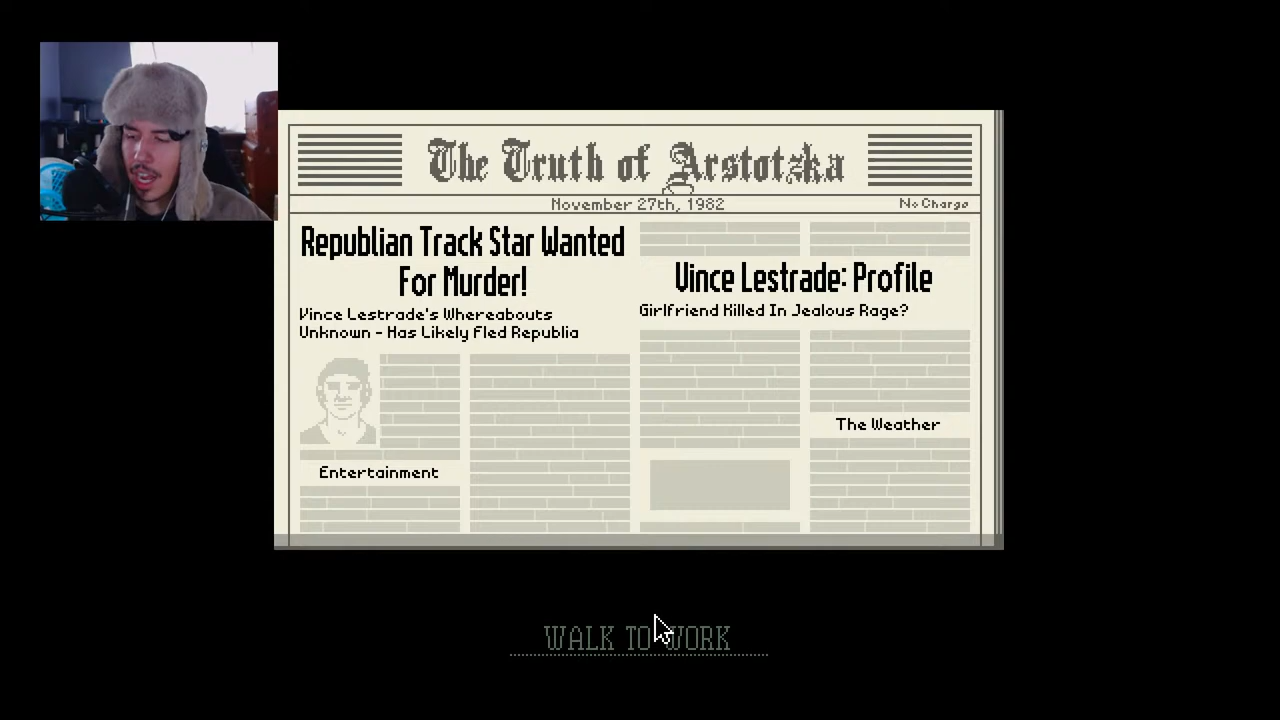 The Truth of Arstotzka
November 27th, 1982
No Charge
Republian Track Star Wanted
For Murder!
Vince Lestrade's Whereabouts
Unknown - Has Likely Fled Republia
Entertainment
Vince Lestrade: Profile
Girlfriend Killed In Jealous Rage?
The Weather
WALK TO WORK